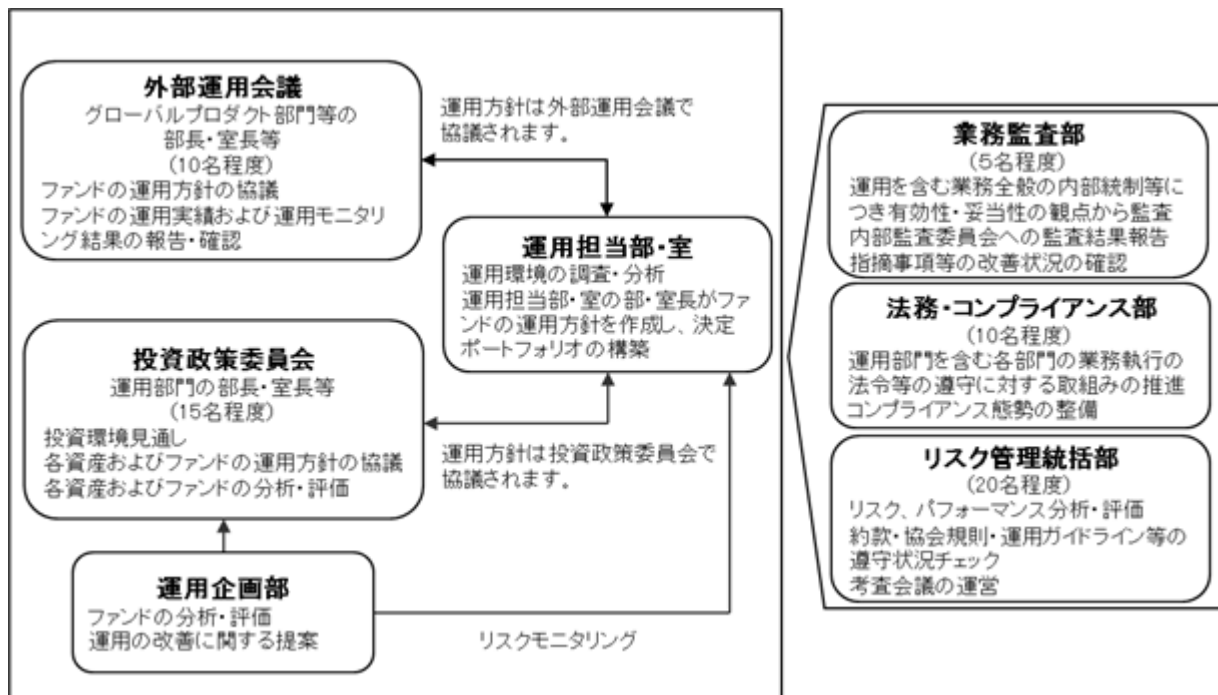 外部運用会議
グローバルプロダクト部門等の
部長・室長等
(10名程度)
ファンドの運用方針の協議
ファンドの運用実績および運用モニタリ
ング結果の報告・確認
運用方針は外部運用会議で
協議されます。
運用担当部・室
運用環境の調査・分析
運用担当部・室の部・室長がファ
ンドの運用方針を作成し、決定
ポートフォリオの構築
投資政策委員会
運用部門の部長・室長等
(15名程度)
投資環境見通し
各資産およびファンドの運用方針の協議
各資産およびファンドの分析・評価
運用方針は投資政策委員会で
協議されます。
運用企画部
ファンドの分析・評価
運用の改善に関する提案
リスクモニタリング
業務監査部
(5名程度)
運用を含む業務全般の内部統制等に
つき有効性・妥当性の観点から監査
内部監査委員会への監査結果報告
指摘事項等の改善状況の確認
法務・コンプライアンス部
(10名程度)
運用部門を含む各部門の業務執行の
法令等の遵守に対する取組みの推進
コンプライアンス態勢の整備
リスク管理統括部
(20名程度)
リスク、パフォーマンス分析・評価
約款・協会規則・運用ガイドライン等の
遵守状況チェック
考査会議の運営